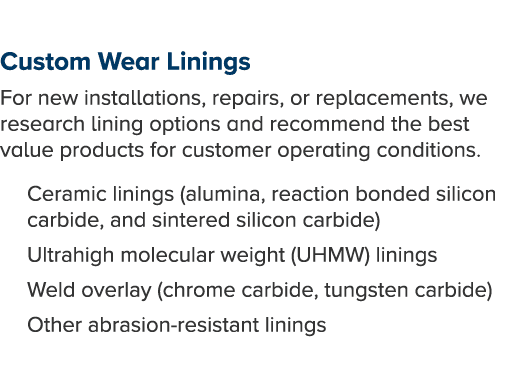 Custom Wear Linings
For new installations, repairs, or replacements, we
research lining options and recommend the best
value products for customer operating conditions.
Ceramic linings (alumina, reaction bonded silicon
carbide, and sintered silicon carbide)
Ultrahigh molecular weight (UHMW) linings
Weld overlay (chrome carbide, tungsten carbide)
Other abrasion-resistant linings